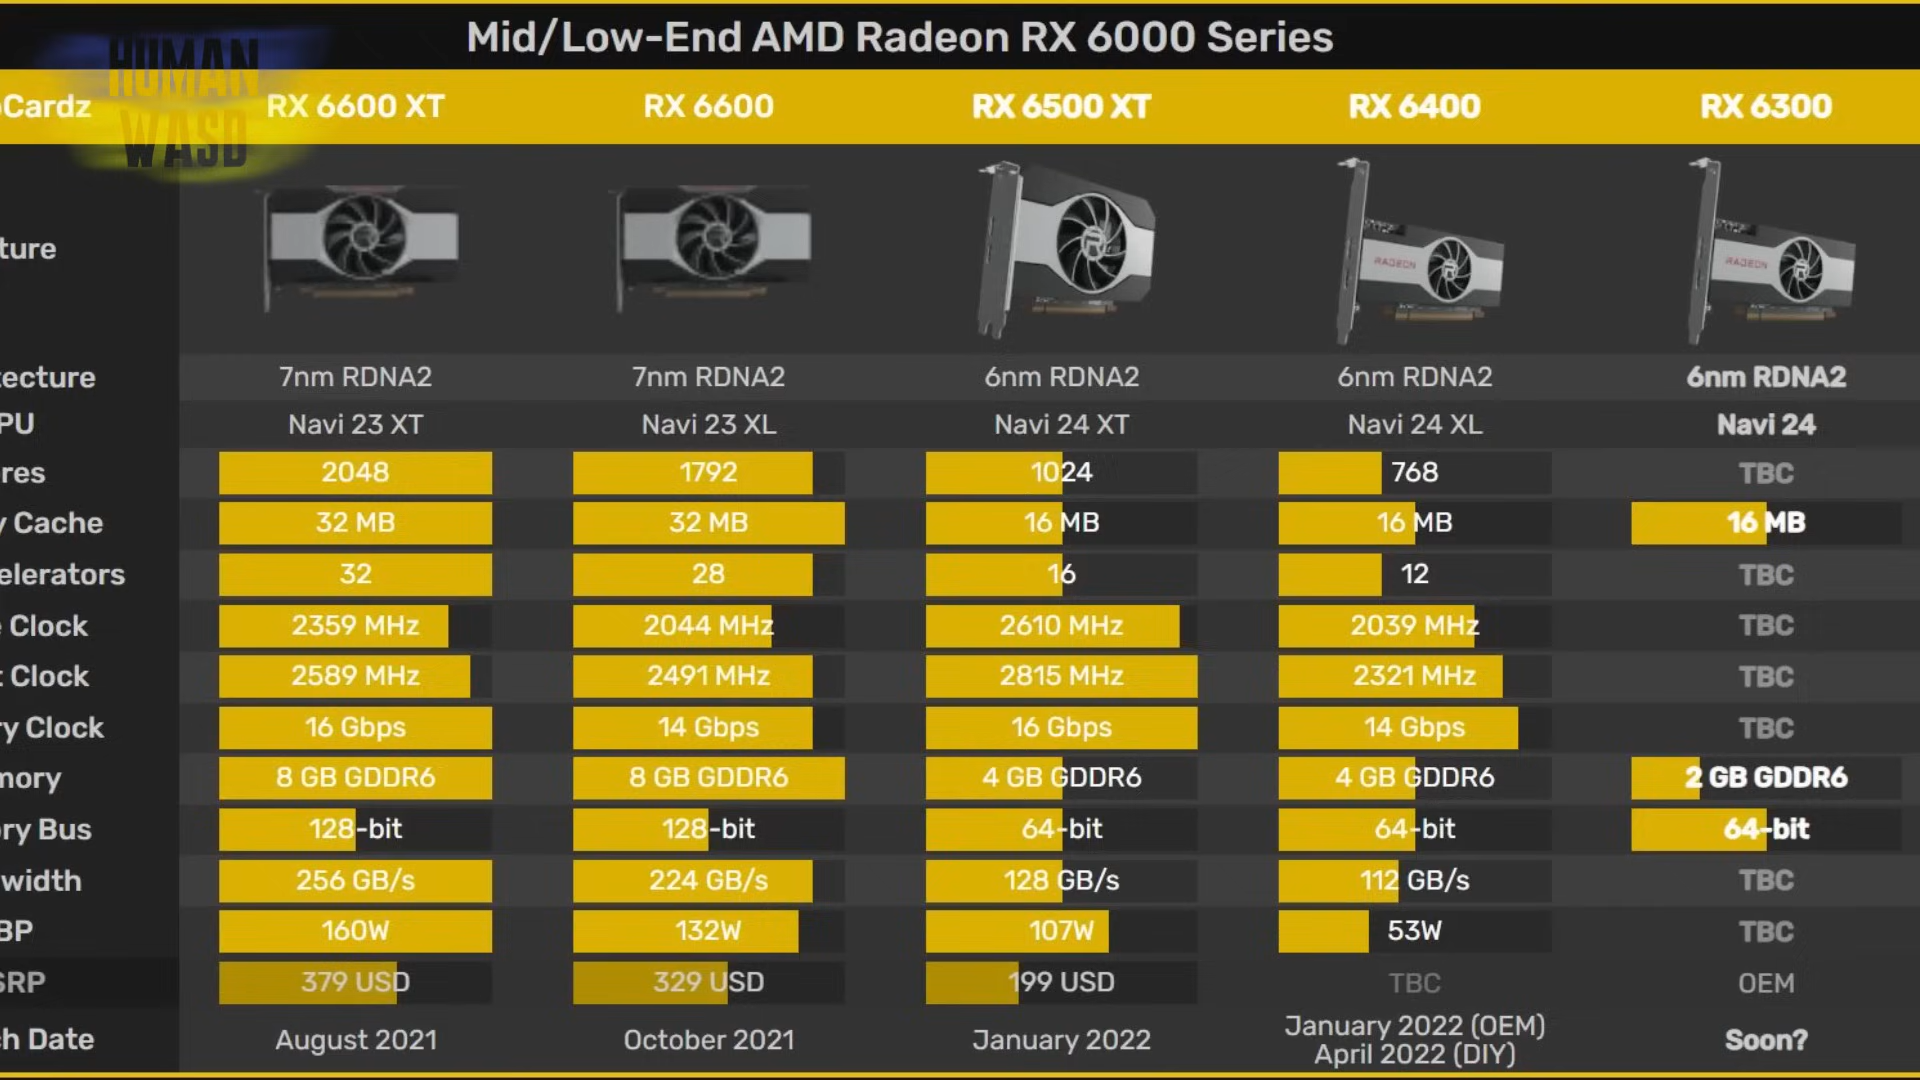 Mid/Low-End AMD Radeon RX 6000 Series
HUMAN
WASD
Cardz RX 6600 XT RX 6600 RX 6500 XT RX 6400 RX 6300
RADEON RADEON
ture
tecture 7nm RDNA2 7nm RDNA2 6nm RDNA2 6nm RDNA2 6nm RDNA2
PU Navi 23 XT Navi 23 XL Navi 24 XT Navi 24 XL Navi 24
res 2048 1792 1024 768 TBC
y Cache 32 MB 32 MB 16 MB 16 MB 16 MB
elerators 32 28 16 12 TBC
e Clock 2359 MHz 2044 MHz 2610 MHz 2039 MHz TBC
t Clock 2589 MHz 2491 MHz 2815 MHz 2321 MHz TBC
ry Clock 16 Gbps 14 Gbps 16 Gbps 14 Gbps TBC
mory 8 GB GDDR6 8 GB GDDR6 4 GB GDDR6 4 GB GDDR6 2 GB GDDR6
ry Bus 128-bit 128-bit 64-bit 64-bit 64-bit
width 256 GB/s 224 GB/s 128 GB/s 112 GB/s TBC
BP 160W 132W 107W 53W TBC
SRP 379 USD 329 USD 199 USD TBC OEM
h Date August 2021 October 2021 January 2022 January 2022 (OEM) Soon?
April 2022 (DIY)